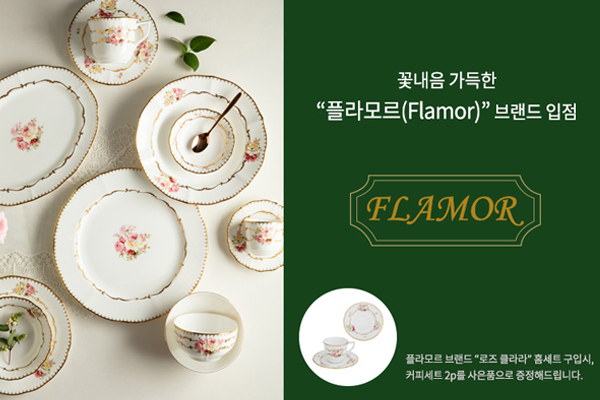 꽃내음 가득한
“플라모르(Flamor)” 브랜드 입점
FLAMOR
플라모르 브랜드 “로즈 클라라” 홈세트 구입시,
커피세트 2p를 사은품으로 증정해드립니다.